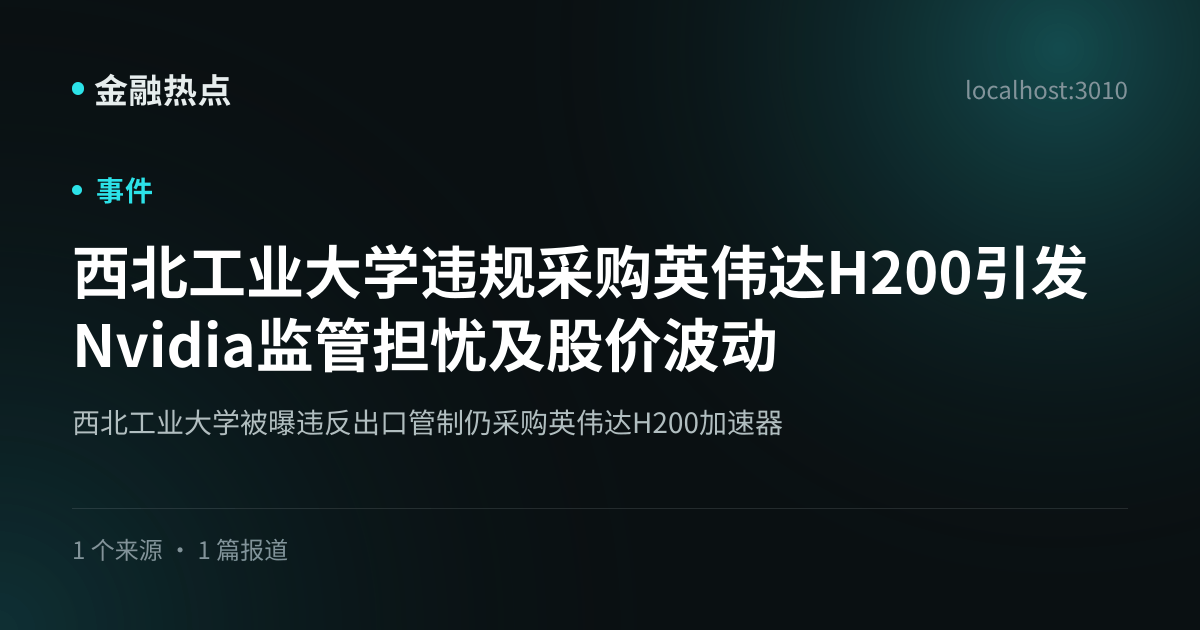 金融热点
localhost:3010
事件
西北工业大学违规采购英伟达H200引发
Nvidia监管担忧及股价波动
西北工业大学被曝违反出口管制仍采购英伟达H200加速器
1 个来源 · 1 篇报道